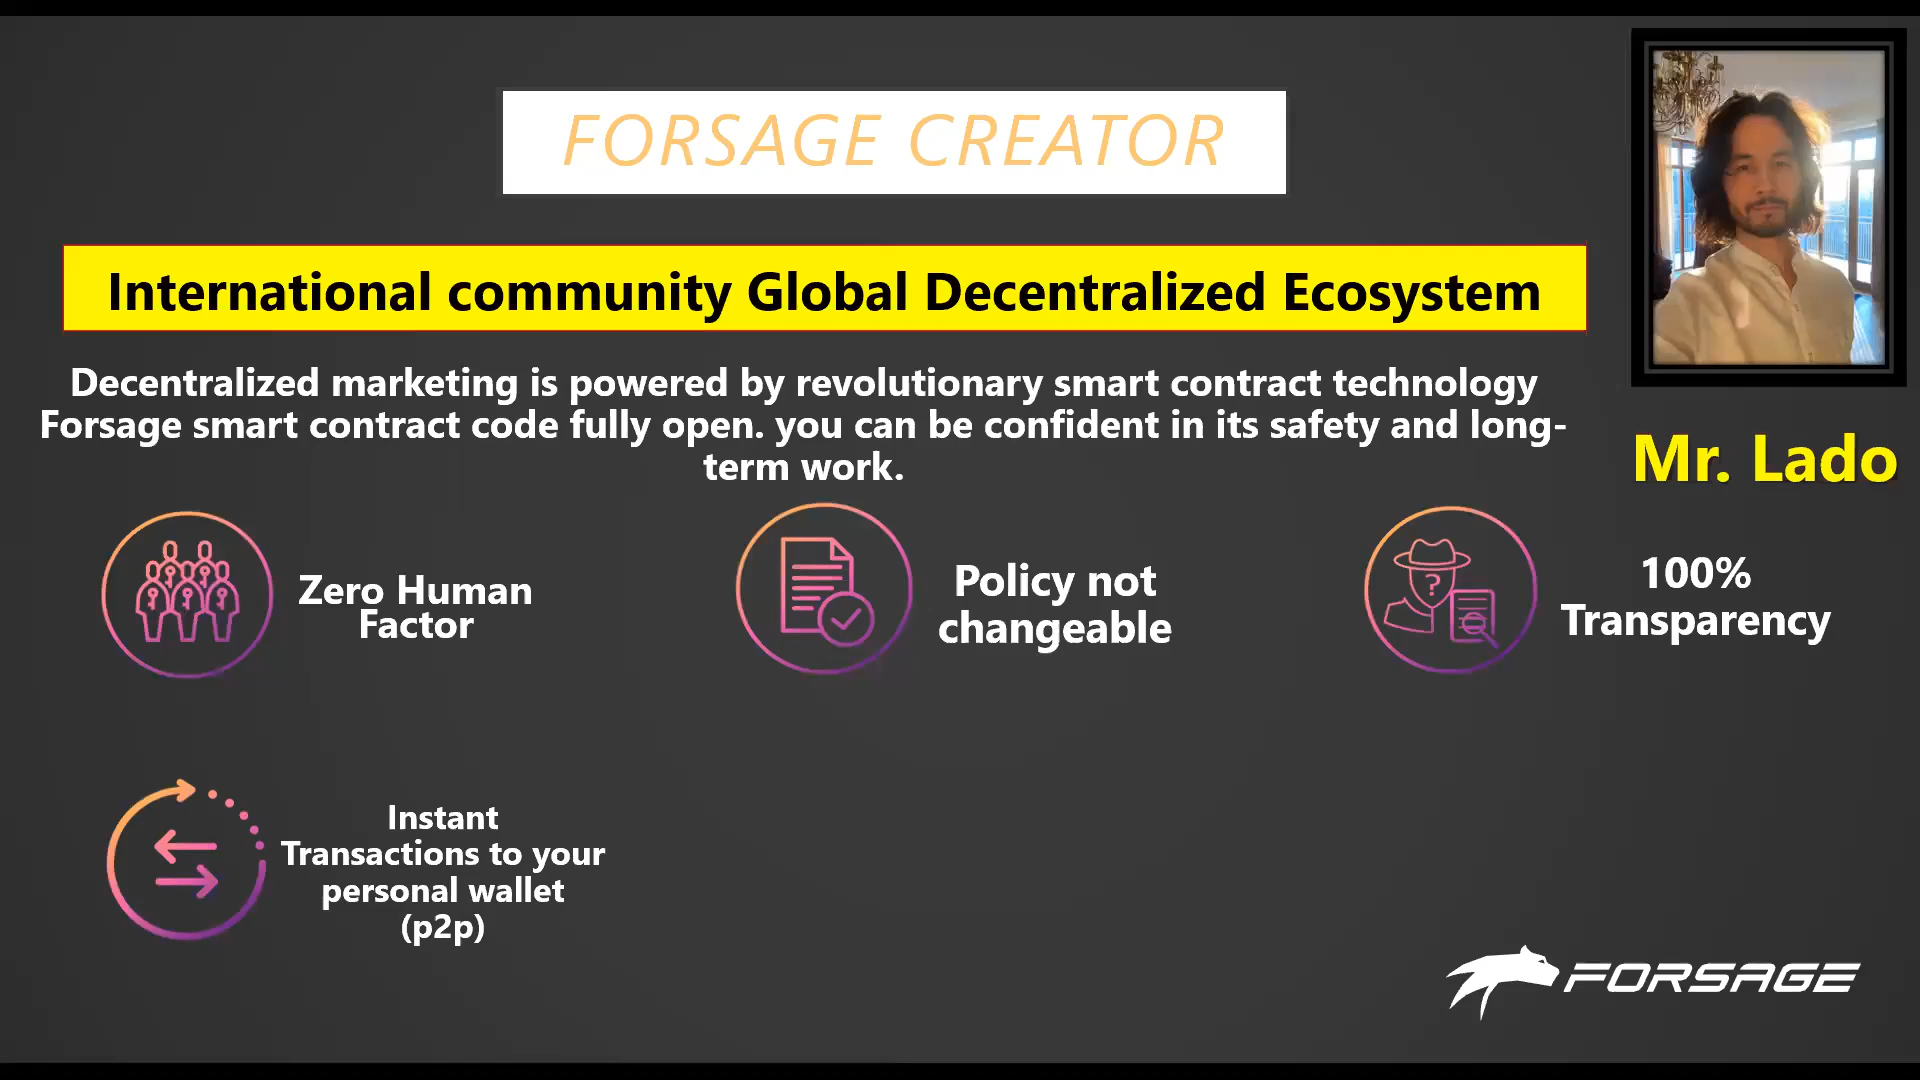 FORSAGE CREATOR
International community Global Decentralized Ecosystem
Decentralized marketing is powered by revolutionary smart contract technology
Forsage smart contract code fully open. you can be confident in its safety and long-
term work.
Mr. Lado
Zero Human
Factor
Policy not
changeable
?
100%
Transparency
Instant
Transactions to your
personal wallet
(p2p)
FORSAGE